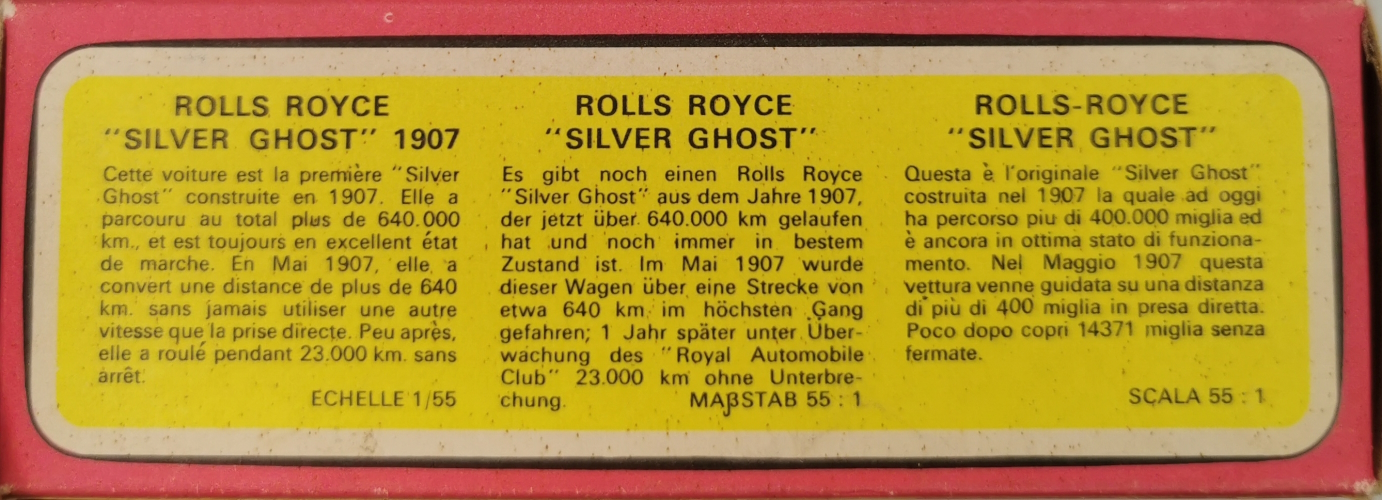 C
ROLLS ROYCE
"SILVER GHOST" 1907
Cette voiture est la première "Silver
Ghost" construite en 1907. Elle a
parcouru au total plus de 640.000
km., et est toujours en excellent état
de marche. En Mai 1907, elle a
convert une distance de plus de 640
km. sans jamais utiliser une autre
vitesse que la prise directe. Peu après,
elle a roulé pendant 23.000 km. sans
arrêt.
ECHELLE 1/55
ROLLS ROYCE
"SILVER GHOST"
Es gibt noch einen Rolls Royce
"Silver Ghost" aus dem Jahre 1907,
der jetzt über 640.000 km gelaufen
hat und noch immer in bestem
Zustand ist. Im Mai 1907 wurde
dieser Wagen über eine Strecke von
etwa 640 km im höchsten Gang
gefahren; 1 Jahr später unter Über-
wachung des "Royal Automobile
Club" 23.000 km ohne Unterbre-
chung. MAßSTAB 55 : 1
ROLLS-ROYCE
"SILVER GHOST"
Questa è l'originale "Silver Ghost"
costruita nel 1907 la quale ad oggi
ha percorso piu di 400.000 miglia ed
è ancora in ottima stato di funziona-
mento. Nel Maggio 1907 questa
vettura venne guidata su una distanza
di più di 400 miglia in presa diretta.
Poco dopo copri 14371 miglia senza
fermate.
SCALA 55 : 1